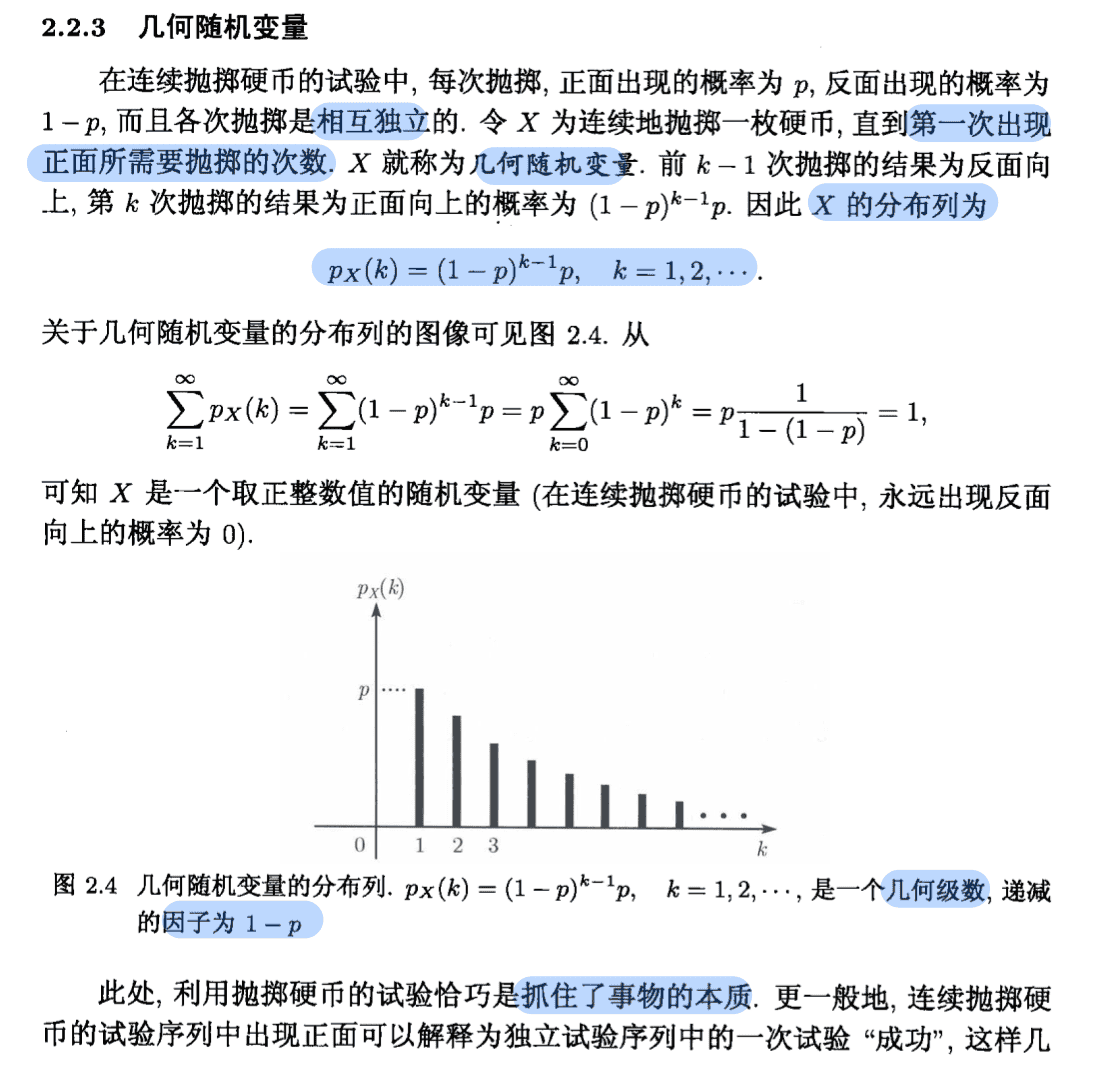 2.2.3 几何随机变量
在连续抛掷硬币的试验中, 每次抛掷, 正面出现的概率为 p, 反面出现的概率为
1 − p, 而且各次抛掷是相互独立的. 令 X 为连续地抛掷一枚硬币, 直到第一次出现
正面所需要抛掷的次数. X 就称为几何随机变量. 前 k − 1 次抛掷的结果为反面向
上, 第 k 次抛掷的结果为正面向上的概率为 (1 − p)^{k−1}p. 因此 X 的分布列为
p_X(k) = (1 − p)^{k−1}p, k = 1, 2, ⋯.
关于几何随机变量的分布列的图像可见图 2.4. 从
∑_{k=1}^{∞} p_X(k) = ∑_{k=1}^{∞} (1 − p)^{k−1}p = p ∑_{k=0}^{∞} (1 − p)^k = p \frac{1}{1 − (1 − p)} = 1,
可知 X 是一个取正整数值的随机变量 (在连续抛掷硬币的试验中, 永远出现反面
向上的概率为 0).
p_X(k)
p
0 1 2 3 ⋯ k
图 2.4 几何随机变量的分布列. p_X(k) = (1 − p)^{k−1}p, k = 1, 2, ⋯, 是一个几何级数, 递减
的因子为 1 − p
此处, 利用抛掷硬币的试验恰巧是抓住了事物的本质. 更一般地, 连续抛掷硬
币的试验序列中出现正面可以解释为独立试验序列中的一次试验 “成功”, 这样几